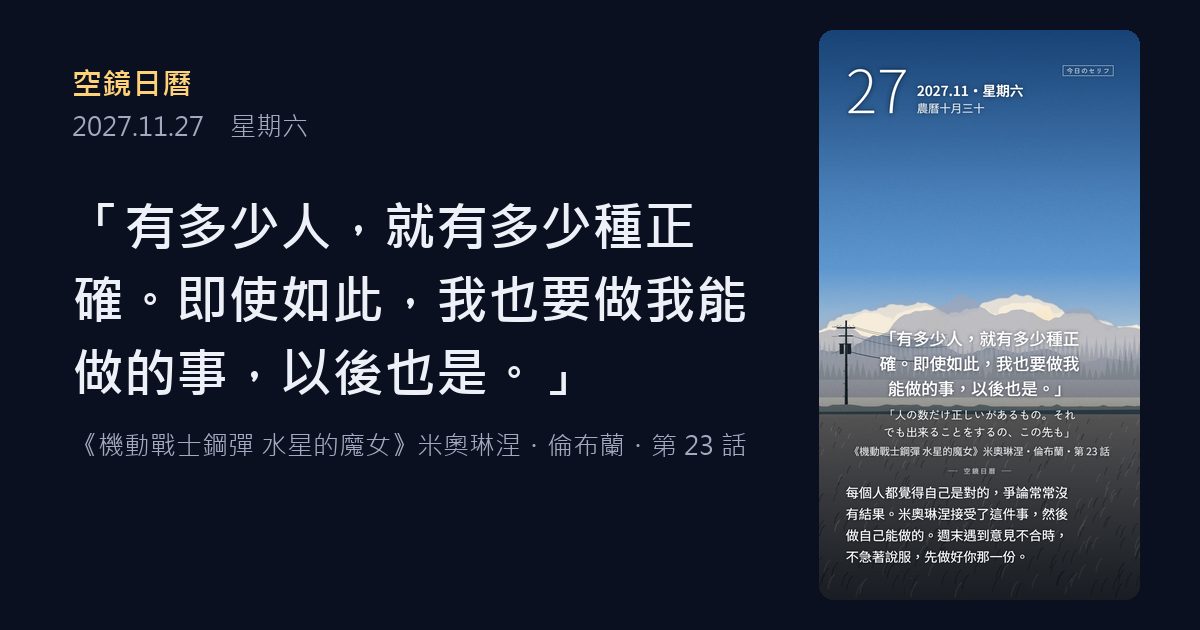 空鏡日曆
2027.11.27　星期六
「有多少人，就有多少種正
確。即使如此，我也要做我能
做的事，以後也是。」
《機動戰士鋼彈 水星的魔女》米奧琳涅・倫布蘭・第 23 話
27
2027.11・星期六
農曆十月三十
今日のセリフ
「有多少人，就有多少種正
確。即使如此，我也要做我
能做的事，以後也是。」
「人の数だけ正しいがあるもの。それ
でも出来ることをするの、この先も」
《機動戰士鋼彈 水星的魔女》米奧琳涅・倫布蘭・第 23 話
— 空鏡日曆 —
每個人都覺得自己是對的，爭論常常沒
有結果。米奧琳涅接受了這件事，然後
做自己能做的。週末遇到意見不合時，
不急著說服，先做好你那一份。